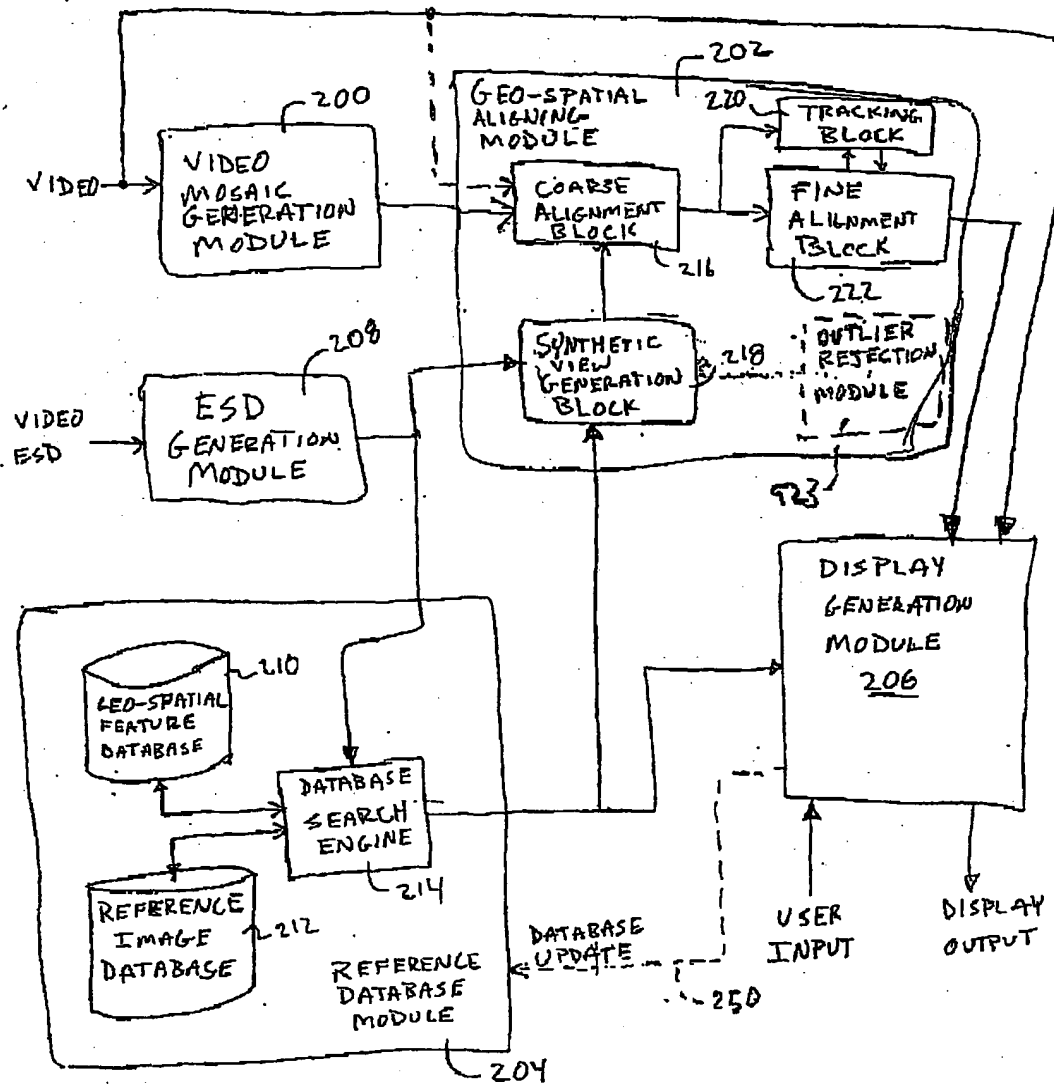 202
GEO-SPATIAL
ALIGNING
MODULE
220
TRACKING
BLOCK
200
VIDEO
VIDEO
MOSAIC
GENERATION
MODULE
COARSE
ALIGNMENT
BLOCK
216
FINE
ALIGNMENT
BLOCK
222
208
VIDEO
ESD
ESD
GENERATION
MODULE
SYNTHETIC
VIEW
GENERATION
BLOCK
218
OUTLIER
REJECTION
MODULE
923
DISPLAY
GENERATION
MODULE
206
210
GEO-SPATIAL
FEATURE
DATABASE
DATABASE
SEARCH
ENGINE
214
REFERENCE
IMAGE
DATABASE
212
REFERENCE
DATABASE
MODULE
204
DATABASE
UPDATE
250
USER
INPUT
DISPLAY
OUTPUT